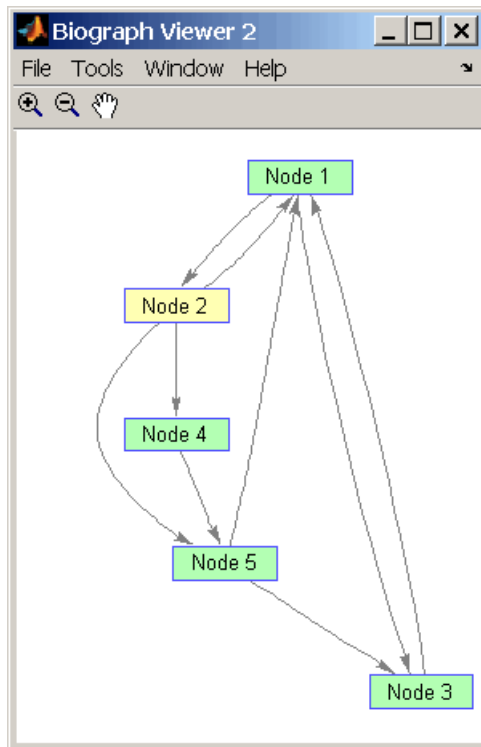 Biograph Viewer 2
File Tools Window Help
Node 1
Node 2
Node 4
Node 5
Node 3